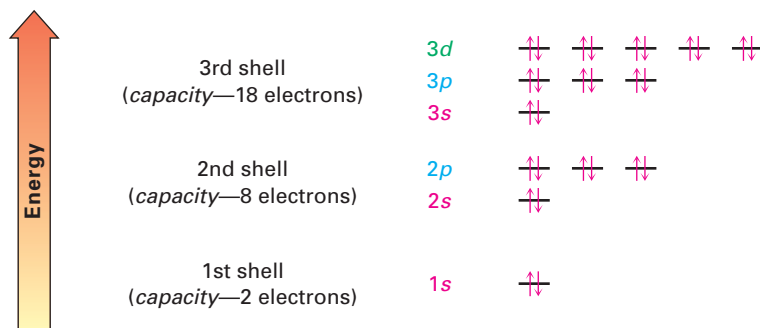 Energy
3rd shell
(capacity—18 electrons)
3d
3p
3s
2nd shell
(capacity—8 electrons)
2p
2s
1st shell
(capacity—2 electrons)
1s